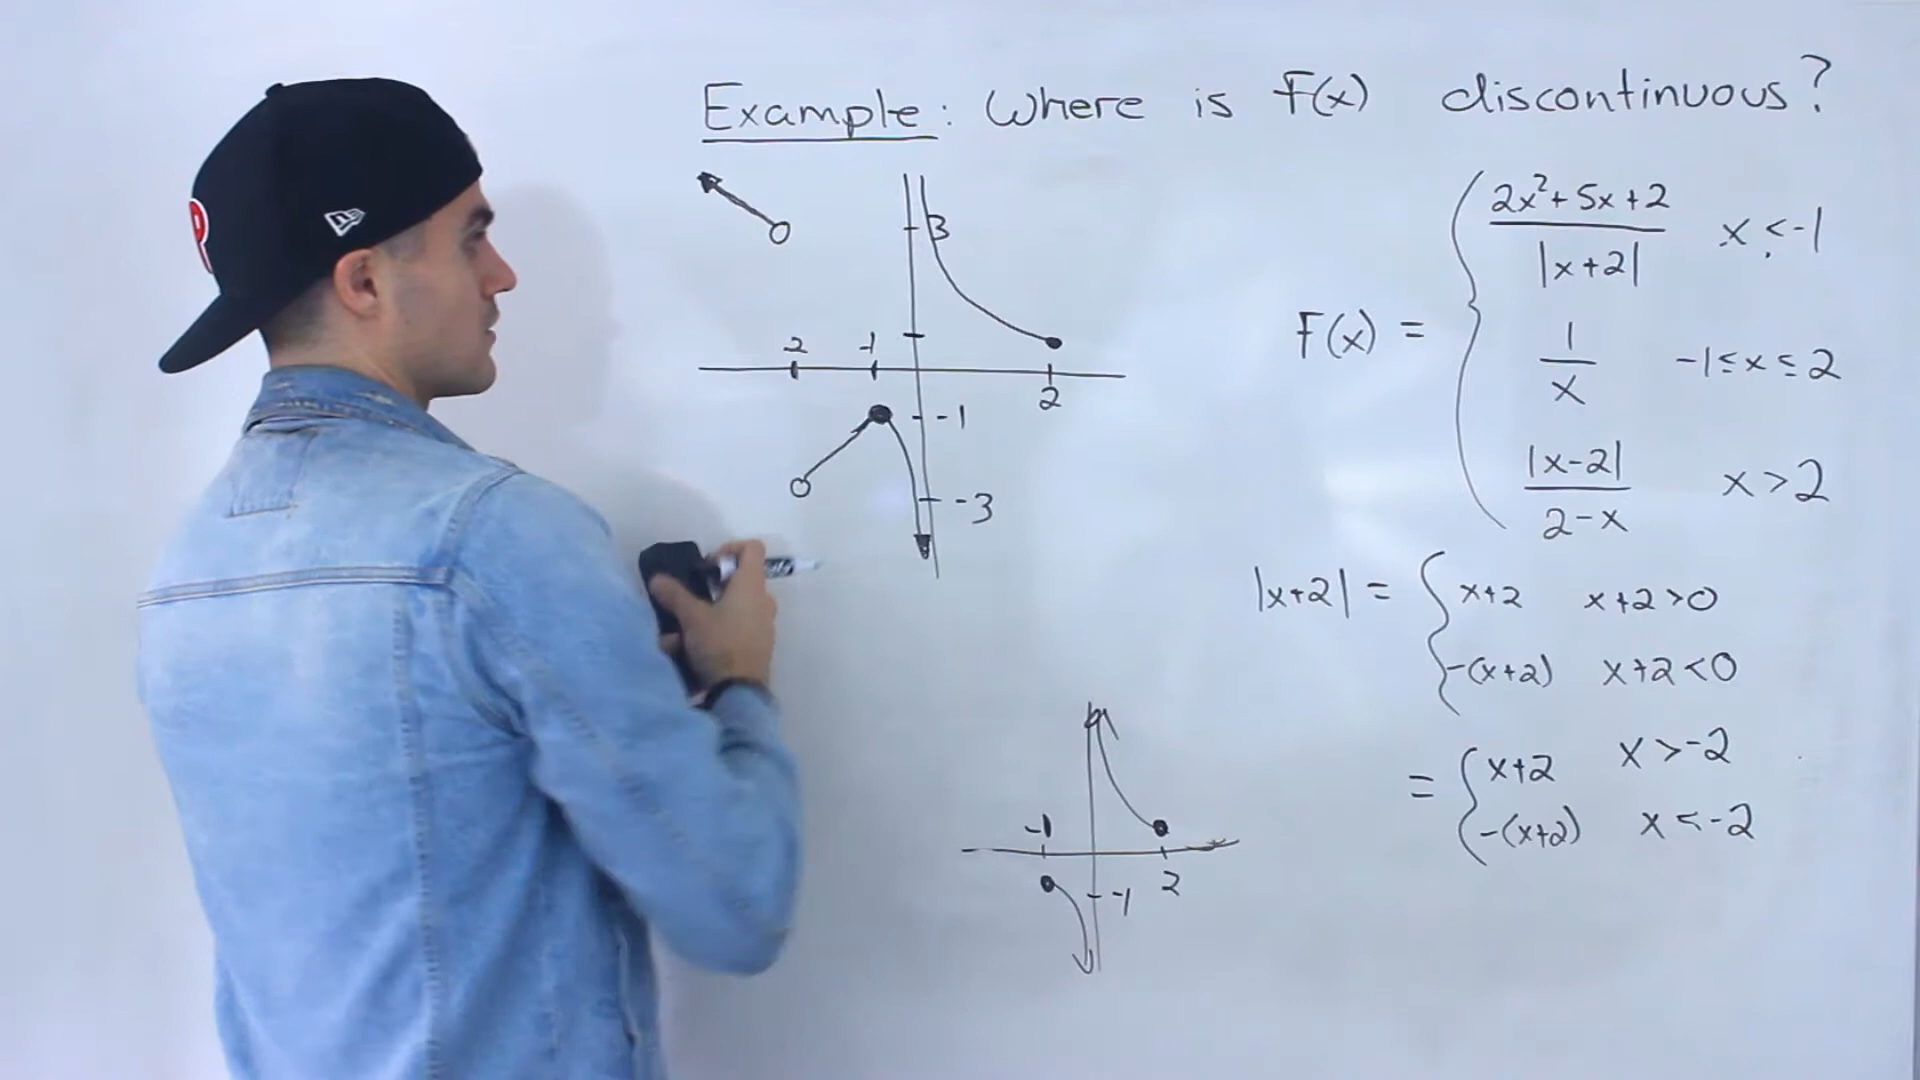 Example: Where is F(x) discontinuous?
3
-2 -1
2
-1
-3
F(x) = { (2x²+5x+2)/|x+2| x < -1
1/x -1 ≤ x ≤ 2
|x-2|/(2-x) x > 2
|x+2| = { x+2 x+2>0
-(x+2) x+2<0
= { x+2 x>-2
-(x+2) x<-2
-1
2
-1
P